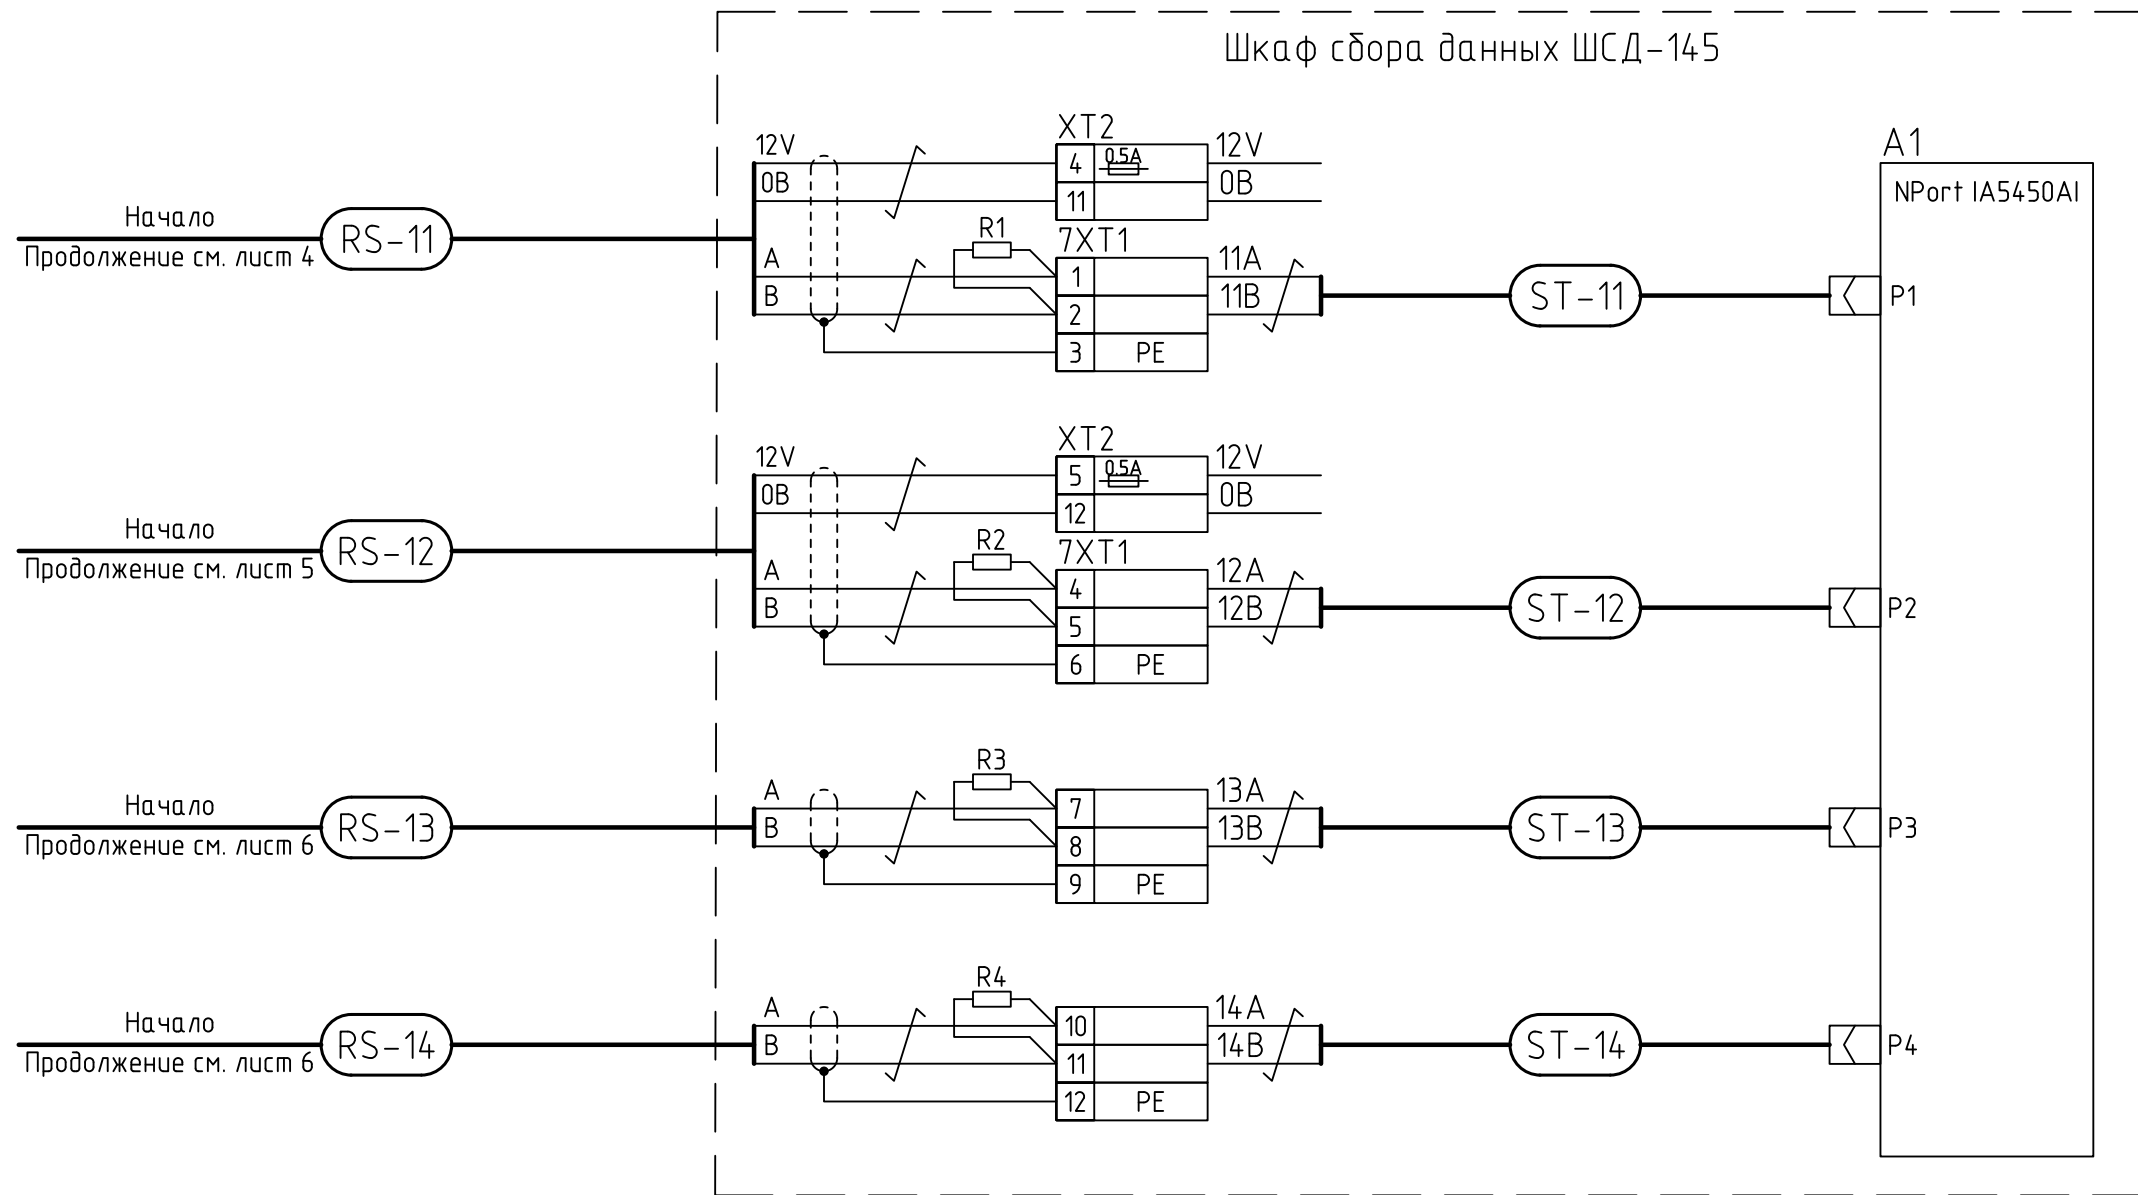 Шкаф сбора данных ШСД-145
A1
NPort IA5450AI
Начало
Продолжение см. лист 4
RS-11
12V
0В
A
B
XT2
4
0.5A
11
12V
0В
R1
7XT1
1
2
3
PE
11A
11B
ST-11
P1
Начало
Продолжение см. лист 5
RS-12
12V
0В
A
B
XT2
5
0.5A
12
12V
0В
R2
7XT1
4
5
6
PE
12A
12B
ST-12
P2
Начало
Продолжение см. лист 6
RS-13
A
B
R3
7
8
9
PE
13A
13B
ST-13
P3
Начало
Продолжение см. лист 6
RS-14
A
B
R4
10
11
12
PE
14A
14B
ST-14
P4